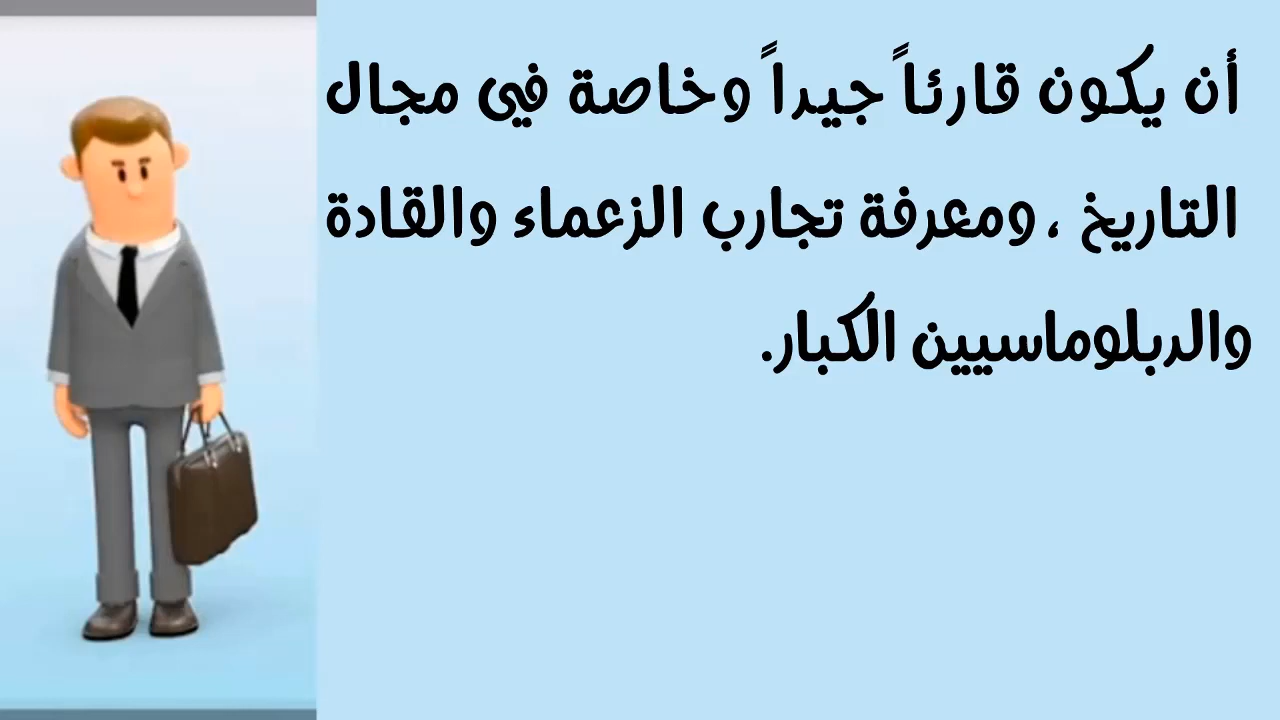 أن يكون قارئاً جيداً وخاصة في مجال
التاريخ ، ومعرفة تجارب الزعماء والقادة
والدبلوماسيين الكبار.